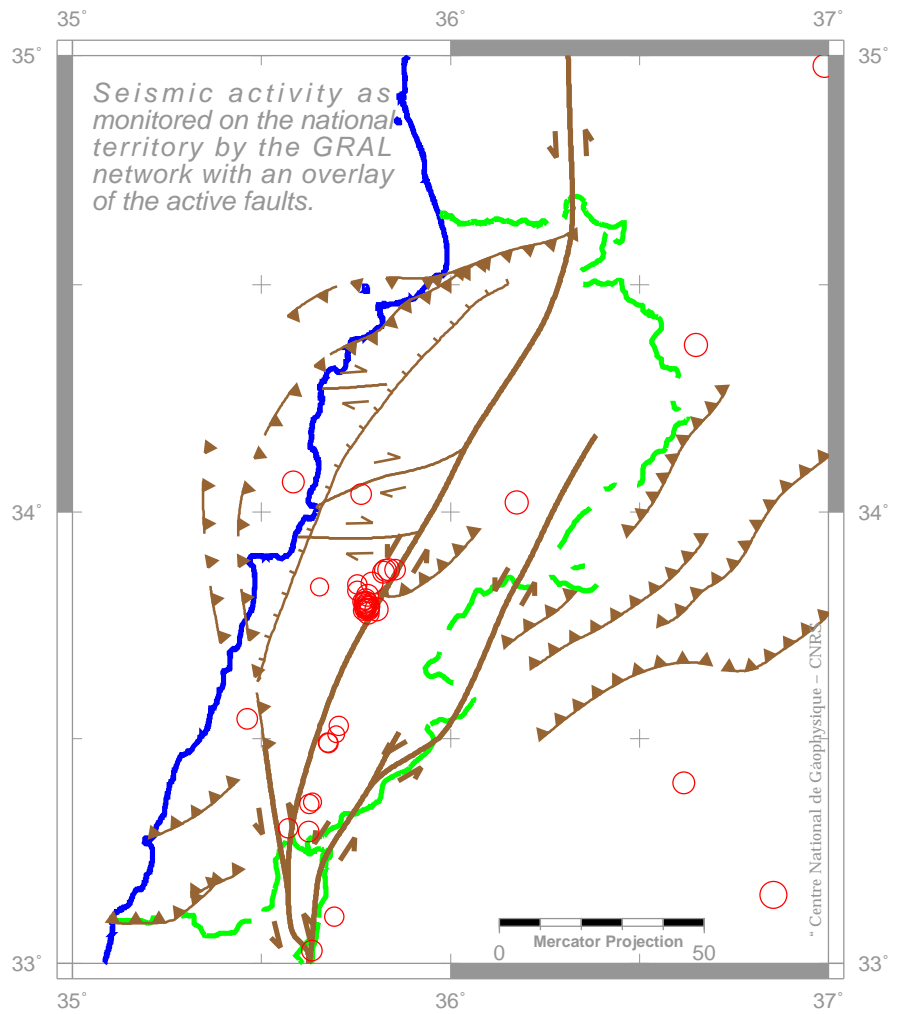 35° 36° 37°
35° 35°
Seismic activity as
monitored on the national
territory by the GRAL
network with an overlay
of the active faults.
34° 34°
" Centre National de Géophysique – CNRS
Mercator Projection
0 50
33° 33°
35° 36° 37°